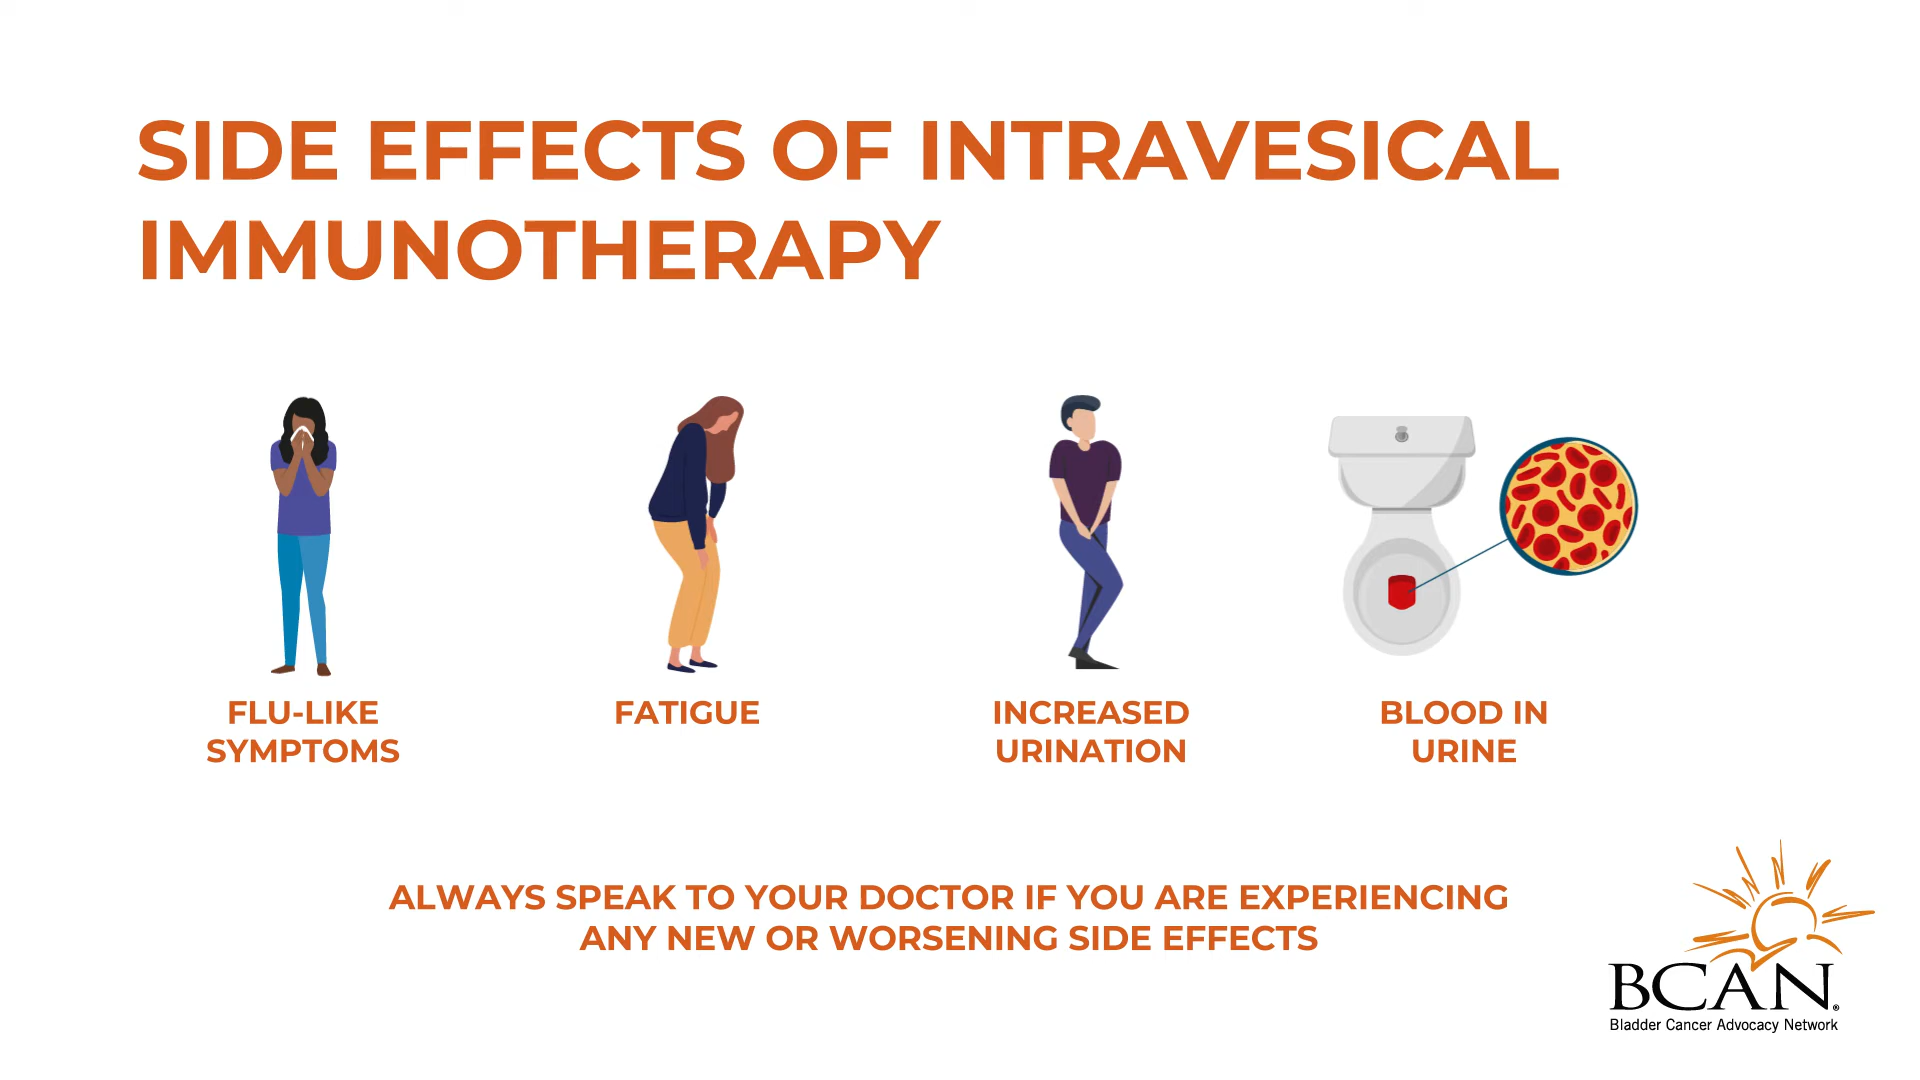 SIDE EFFECTS OF INTRAVESICAL
IMMUNOTHERAPY
FLU-LIKE
SYMPTOMS
FATIGUE
INCREASED
URINATION
BLOOD IN
URINE
ALWAYS SPEAK TO YOUR DOCTOR IF YOU ARE EXPERIENCING
ANY NEW OR WORSENING SIDE EFFECTS
BCAN®
Bladder Cancer Advocacy Network